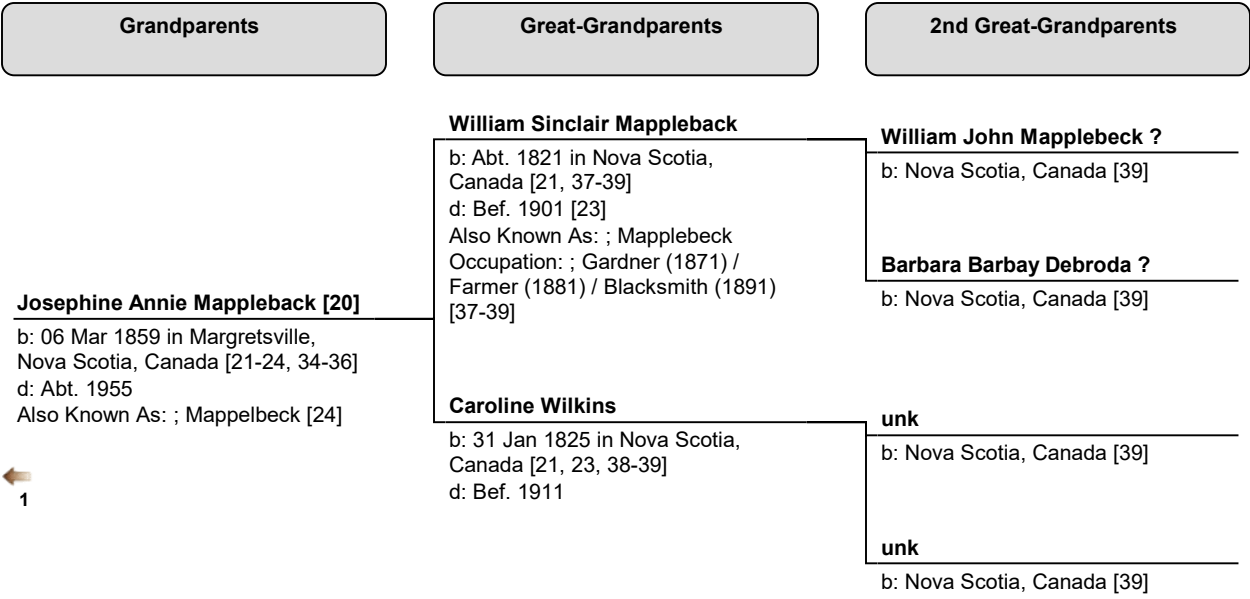 Grandparents
Great-Grandparents
2nd Great-Grandparents
Josephine Annie Mappleback [20]
b: 06 Mar 1859 in Margretsville,
Nova Scotia, Canada [21-24, 34-36]
d: Abt. 1955
Also Known As: ; Mappelbeck [24]
1
William Sinclair Mappleback
b: Abt. 1821 in Nova Scotia,
Canada [21, 37-39]
d: Bef. 1901 [23]
Also Known As: ; Mapplebeck
Occupation: ; Gardner (1871) /
Farmer (1881) / Blacksmith (1891)
[37-39]
Caroline Wilkins
b: 31 Jan 1825 in Nova Scotia,
Canada [21, 23, 38-39]
d: Bef. 1911
William John Mapplebeck ?
b: Nova Scotia, Canada [39]
Barbara Barbay Debroda ?
b: Nova Scotia, Canada [39]
unk
b: Nova Scotia, Canada [39]
unk
b: Nova Scotia, Canada [39]